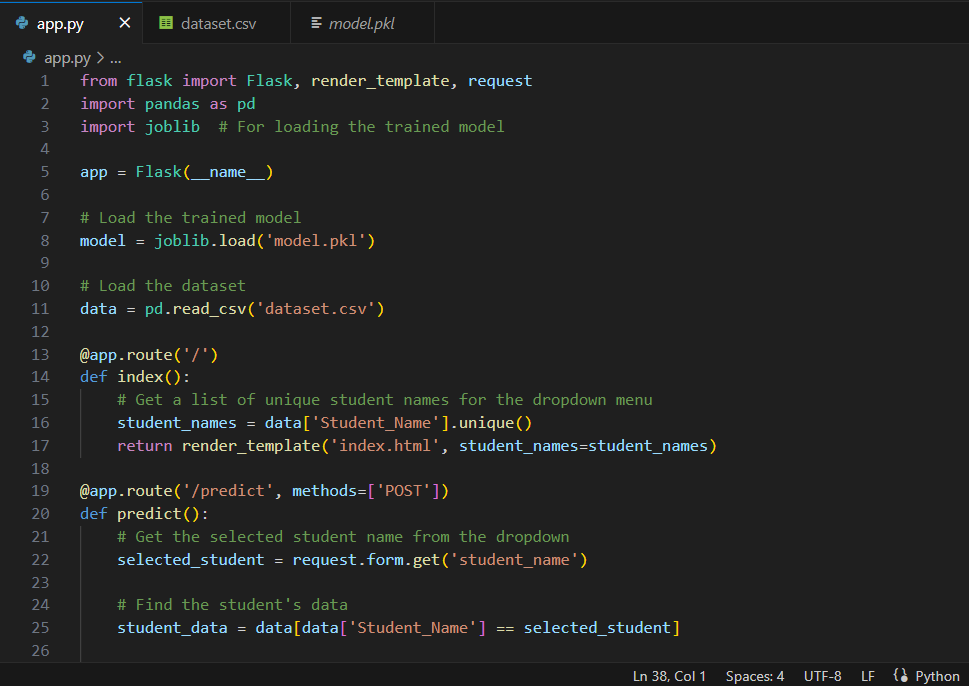 app.py
dataset.csv
model.pkl
app.py > ...
1 from flask import Flask, render_template, request
2 import pandas as pd
3 import joblib  # For loading the trained model
4
5 app = Flask(__name__)
6
7 # Load the trained model
8 model = joblib.load('model.pkl')
9
10 # Load the dataset
11 data = pd.read_csv('dataset.csv')
12
13 @app.route('/')
14 def index():
15     # Get a list of unique student names for the dropdown menu
16     student_names = data['Student_Name'].unique()
17     return render_template('index.html', student_names=student_names)
18
19 @app.route('/predict', methods=['POST'])
20 def predict():
21     # Get the selected student name from the dropdown
22     selected_student = request.form.get('student_name')
23
24     # Find the student's data
25     student_data = data[data['Student_Name'] == selected_student]
26
Ln 38, Col 1 Spaces: 4 UTF-8 LF Python